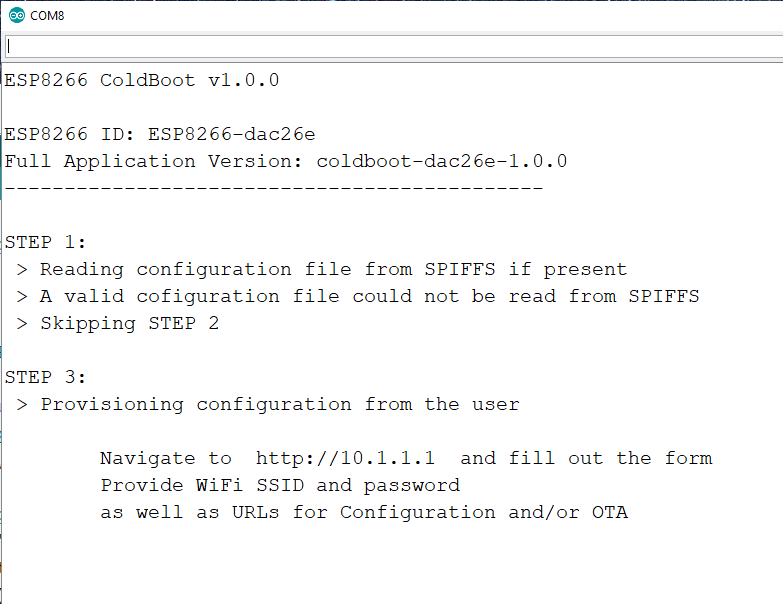 COM8
ESP8266 ColdBoot v1.0.0
ESP8266 ID: ESP8266-dac26e
Full Application Version: coldboot-dac26e-1.0.0
---------------------------------------------
STEP 1:
> Reading configuration file from SPIFFS if present
> A valid cofiguration file could not be read from SPIFFS
> Skipping STEP 2
STEP 3:
> Provisioning configuration from the user
Navigate to  http://10.1.1.1  and fill out the form
Provide WiFi SSID and password
as well as URLs for Configuration and/or OTA